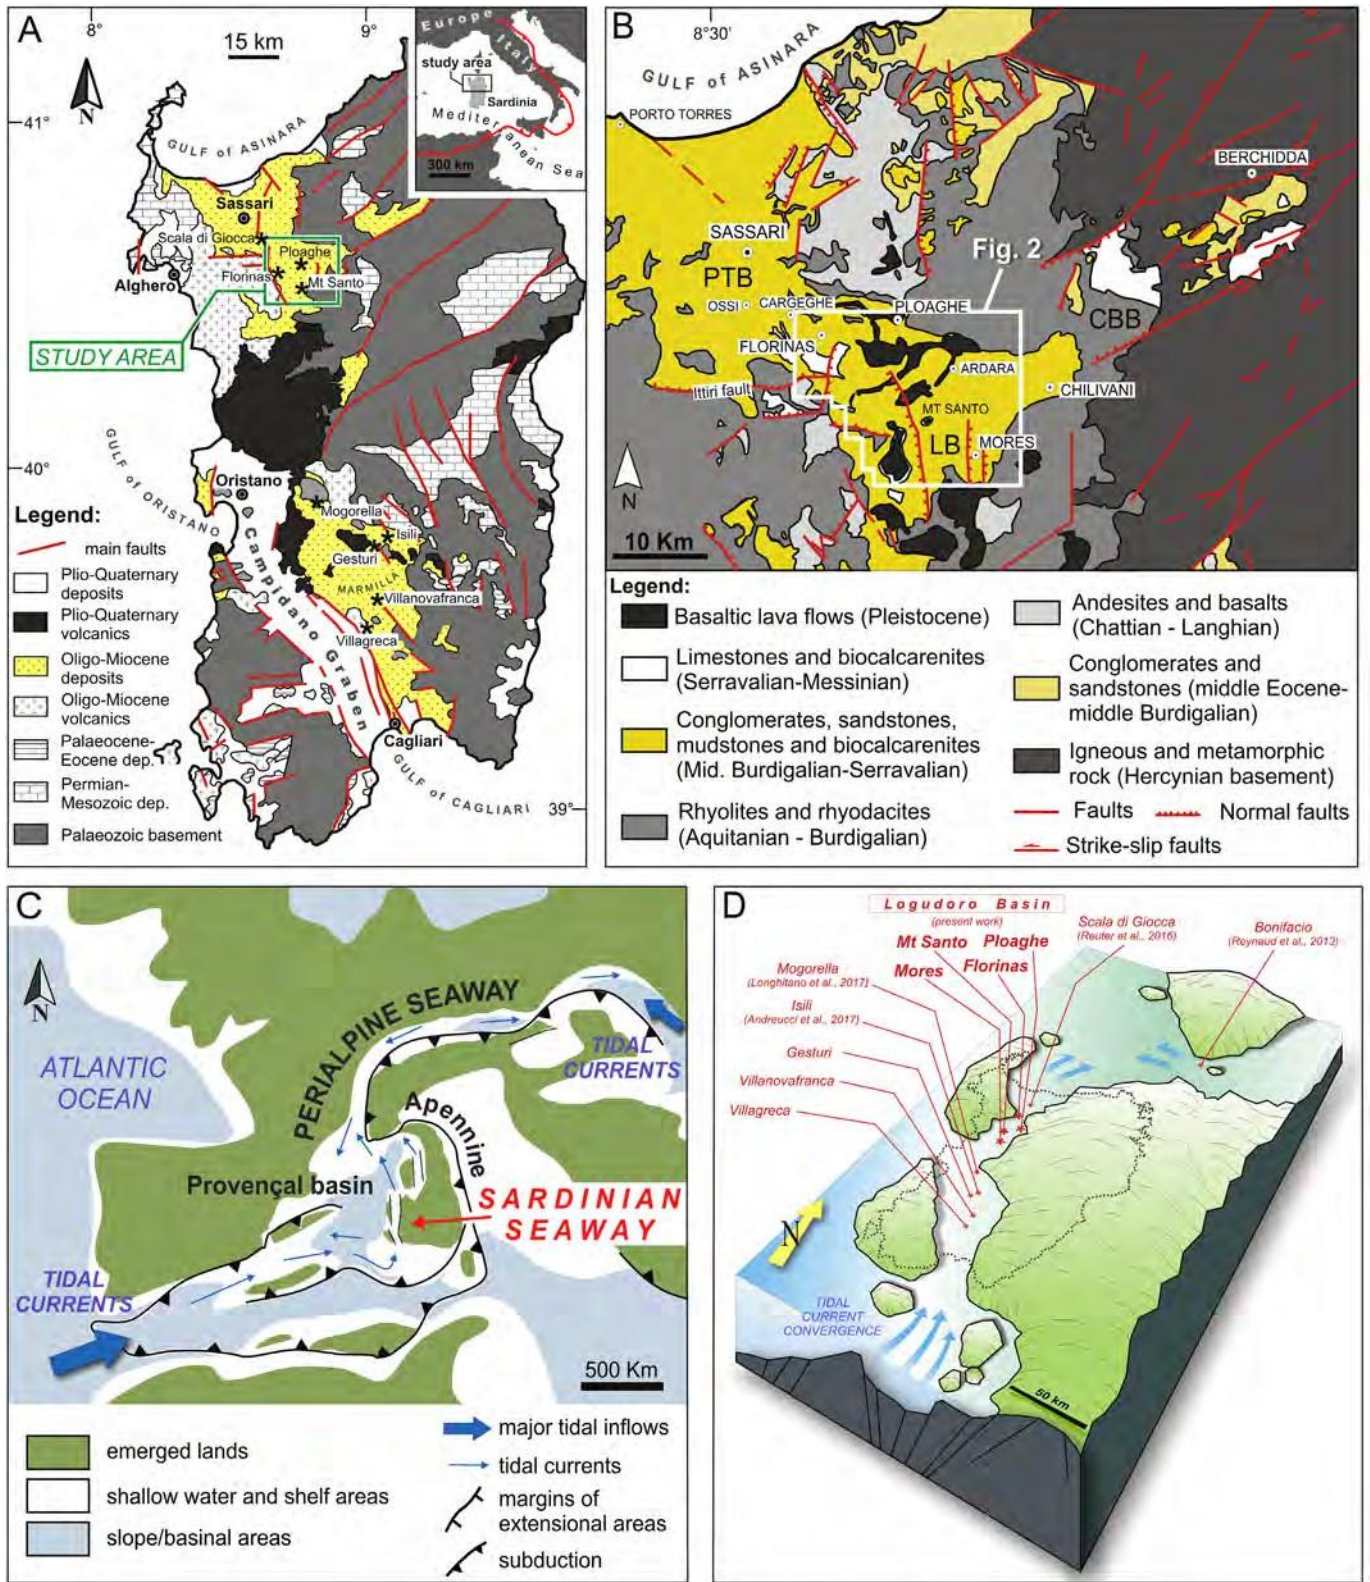 A
8°
9°
15 km
N
41°
GULF of ASINARA
Europe
Italy
study area
Sardinia
Mediterranean Sea
300 km
Sassari
Scala di Giocca
Ploaghe
Florinas
Mt Santo
Alghero
STUDY AREA
40°
GULF of ORISTANO
Oristano
Mogorella
Isili
Gesturi
MARMILLA
Villanovafranca
Villagreca
Campidano Graben
Cagliari
GULF of CAGLIARI
39°
Legend:
main faults
Plio-Quaternary
deposits
Plio-Quaternary
volcanics
Oligo-Miocene
deposits
Oligo-Miocene
volcanics
Palaeocene-
Eocene dep.
Permian-
Mesozoic dep.
Palaeozoic basement
B
8°30'
GULF of ASINARA
PORTO TORRES
BERCHIDDA
SASSARI
Fig. 2
PTB
OSSI
CARGEGHE
PLOAGHE
CBB
FLORINAS
ARDARA
Ittiri fault
CHILIVANI
MT SANTO
LB
MORES
N
10 Km
Legend:
Basaltic lava flows (Pleistocene)
Limestones and biocalcarenites
(Serravalian-Messinian)
Conglomerates, sandstones,
mudstones and biocalcarenites
(Mid. Burdigalian-Serravalian)
Rhyolites and rhyodacites
(Aquitanian - Burdigalian)
Andesites and basalts
(Chattian - Langhian)
Conglomerates and
sandstones (middle Eocene-
middle Burdigalian)
Igneous and metamorphic
rock (Hercynian basement)
Faults
Normal faults
Strike-slip faults
C
N
ATLANTIC
OCEAN
PERIALPINE SEAWAY
TIDAL
CURRENTS
Apennine
Provençal basin
SARDINIAN
SEAWAY
TIDAL
CURRENTS
500 Km
emerged lands
shallow water and shelf areas
slope/basinal areas
major tidal inflows
tidal currents
margins of
extensional areas
subduction
D
Logudoro Basin
(present work)
Mt Santo
Ploaghe
Mores
Florinas
Scala di Giocca
(Reuter et al., 2016)
Bonifacio
(Reynaud et al., 2013)
Mogorella
(Longhitano et al., 2017)
Isili
(Andreucci et al., 2017)
Gesturi
Villanovafranca
Villagreca
N
TIDAL
CURRENT
CONVERGENCE
50 km